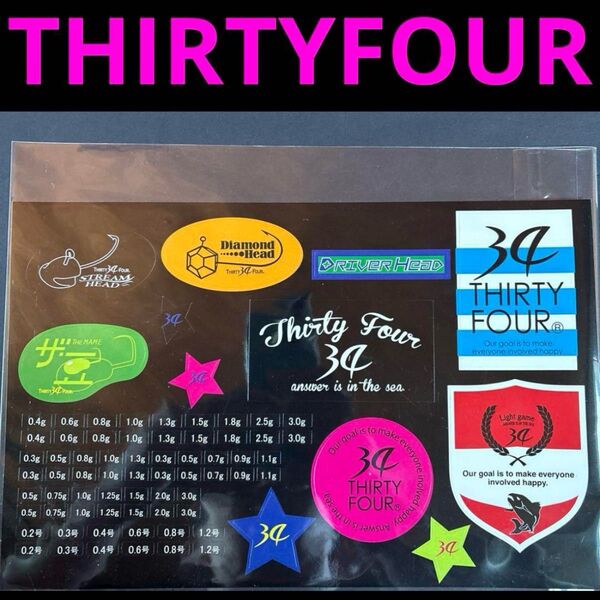 THIRTYFOUR
THIRTY 34 FOUR
STREAM
HEAD
Diamond
Head
THIRTY 34 FOUR
DRIVER HEAD
34
THIRTY
FOUR®
Our goal is to make
everyone involved happy.
34
THE MAME
ザ豆
THIRTY 34 FOUR
34
Thirty Four
34
answer is in the sea
Light game
ANSWER IS IN THE SEA
34
Our goal is to make everyone
involved happy.
0.4g 0.6g 0.8g 1.0g 1.3g 1.5g 1.8g 2.5g 3.0g
0.4g 0.6g 0.8g 1.0g 1.3g 1.5g 1.8g 2.5g 3.0g
0.3g 0.5g 0.8g 1.0g 1.3g 0.3g 0.5g 0.7g 0.9g 1.1g
0.3g 0.5g 0.8g 1.0g 1.3g 0.3g 0.5g 0.7g 0.9g 1.1g
0.5g 0.75g 1.0g 1.25g 1.5g 2.0g 3.0g
0.5g 0.75g 1.0g 1.25g 1.5g 2.0g 3.0g
0.2号 0.3号 0.4号 0.6号 0.8号 1.2号
0.2号 0.3号 0.4号 0.6号 0.8号 1.2号
Our goal is to make everyone involved happy Answer is in the sea
34
THIRTY
FOUR®
34
34